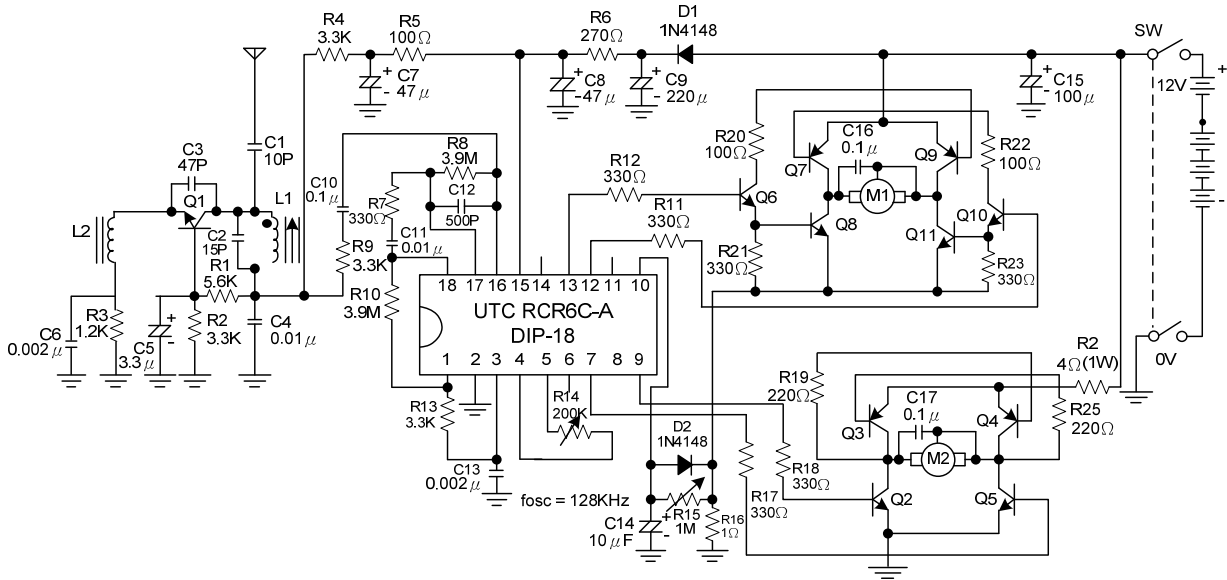 R4
3.3K
R5
100Ω
R6
270Ω
D1
1N4148
SW
+
C7
- 47μ
+
C8
- 47μ
+
C9
- 220μ
+
C15
- 100μ
12V
+
-
0V
C1
10P
C3
47P
Q1
L1
L2
C2
15P
R1
5.6K
R3
1.2K
C6
0.002μ
C5
3.3μ
+
-
R2
3.3K
C4
0.01μ
C10
0.1μ
R7
330Ω
R8
3.9M
C12
500P
R9
3.3K
C11
0.01μ
R10
3.9M
R12
330Ω
R11
330Ω
18 17 16 15 14 13 12 11 10
UTC RCR6C-A
DIP-18
1 2 3 4 5 6 7 8 9
R20
100Ω
C16
0.1μ
R22
100Ω
Q7
Q9
M1
Q6
Q8
Q10
Q11
R21
330Ω
R23
330Ω
R13
3.3K
R14
200K
C13
0.002μ
fosc = 128KHz
D2
1N4148
R15
1M
R16
1Ω
C14
10μF
+
-
R17
330Ω
R18
330Ω
R19
220Ω
C17
0.1μ
R2
4Ω(1W)
R25
220Ω
Q3
Q4
M2
Q2
Q5